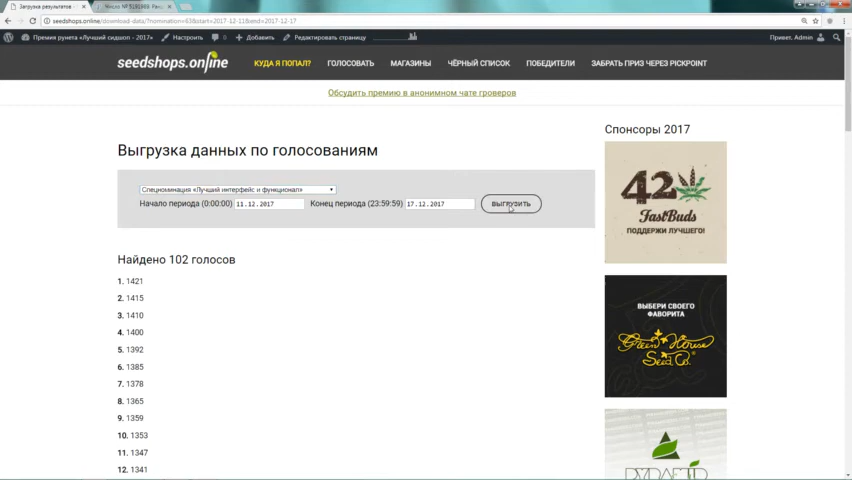 Загрузка результатов
Число № 5191969: Ранд
seedshops.online/download-data/?nomination=63&start=2017-12-11&end=2017-12-17
Премия рунета «Лучший сидшоп - 2017»
Настроить
0
Добавить
Редактировать страницу
Привет, Admin
seedshops.online
КУДА Я ПОПАЛ?
ГОЛОСОВАТЬ
МАГАЗИНЫ
ЧЁРНЫЙ СПИСОК
ПОБЕДИТЕЛИ
ЗАБРАТЬ ПРИЗ ЧЕРЕЗ PICKPOINT
Обсудить премию в анонимном чате гроверов
Выгрузка данных по голосованиям
Спецноминация «Лучший интерфейс и функционал»
Начало периода (0:00:00) 11.12.2017 Конец периода (23:59:59) 17.12.2017 ВЫГРУЗИТЬ
Найдено 102 голосов
1. 1421
2. 1415
3. 1410
4. 1400
5. 1392
6. 1385
7. 1378
8. 1365
9. 1359
10. 1353
11. 1347
12. 1341
Спонсоры 2017
420
FastBuds
ПОДДЕРЖИ ЛУЧШЕГО!
ВЫБЕРИ СВОЕГО
ФАВОРИТА
Green House
Seed Co.